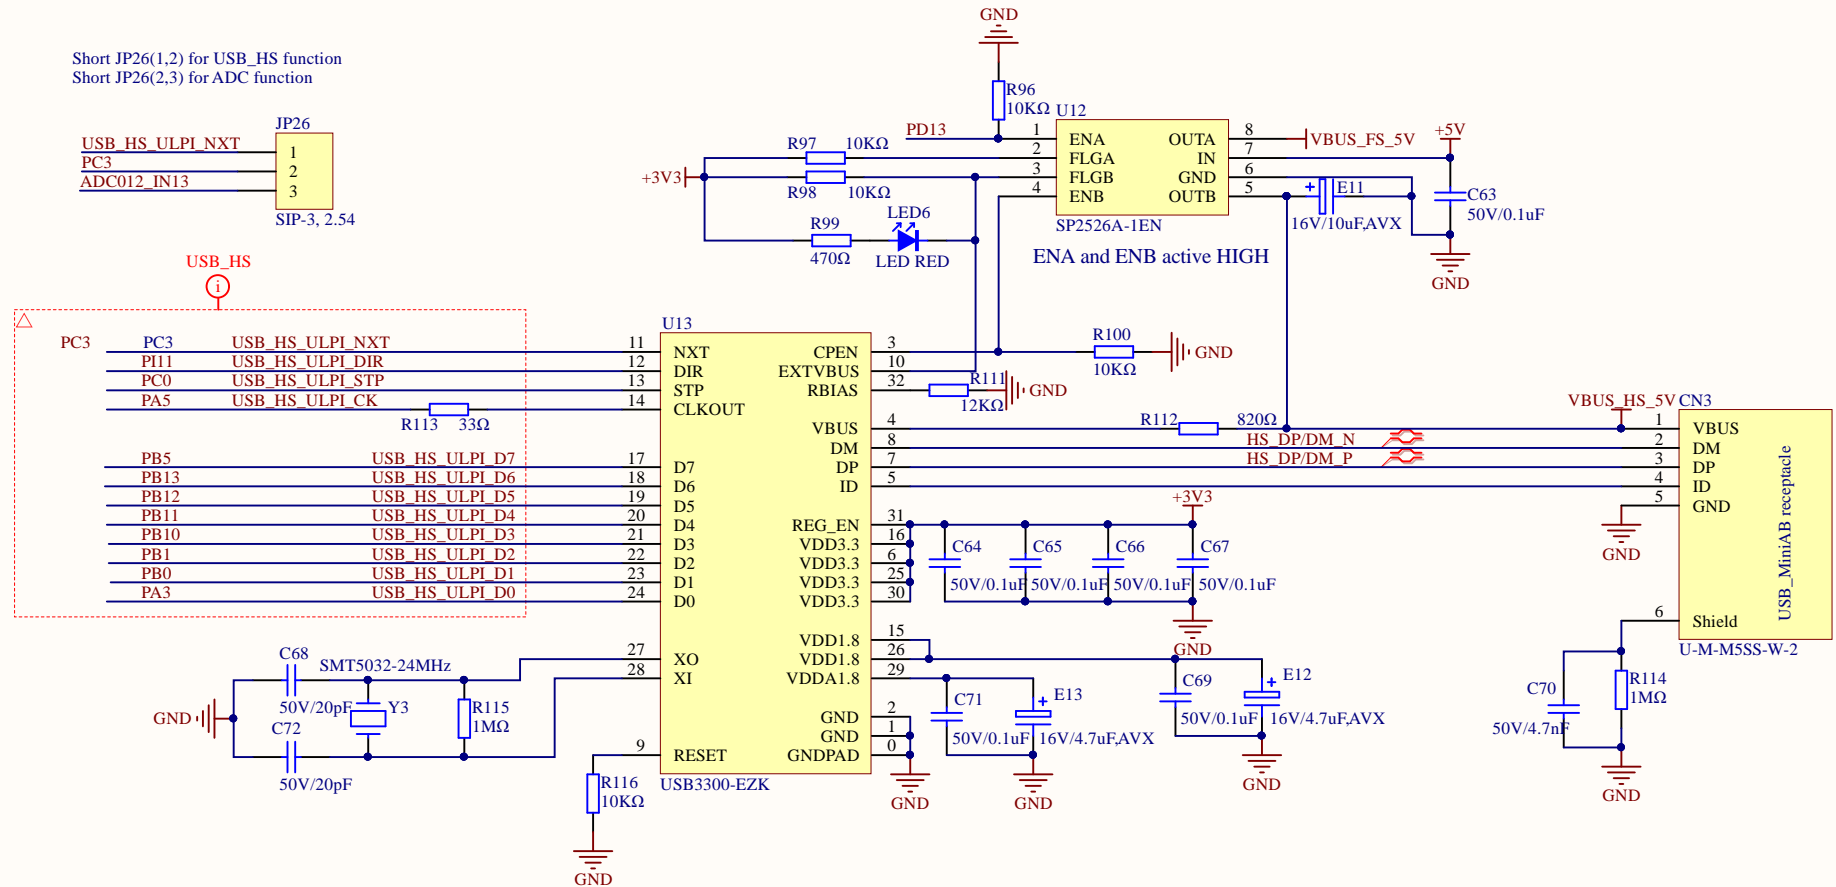 GND
Short JP26(1,2) for USB_HS function
Short JP26(2,3) for ADC function
R96
10KΩ
U12
JP26
USB_HS_ULPI_NXT 1
PC3 2
ADC012_IN13 3
SIP-3, 2.54
PD13 1 ENA OUTA 8 VBUS_FS_5V
+5V
R97 10KΩ 2 FLGA IN 7
+3V3 3 FLGB GND 6
R98 10KΩ 4 ENB OUTB 5
+ E11
16V/10uF,AVX
C63
50V/0.1uF
SP2526A-1EN
R99
470Ω
LED6
LED RED
ENA and ENB active HIGH
GND
USB_HS
i
U13
PC3 PC3 USB_HS_ULPI_NXT 11 NXT CPEN 3
R100
10KΩ
GND
PI11 USB_HS_ULPI_DIR 12 DIR EXTVBUS 10
PC0 USB_HS_ULPI_STP 13 STP RBIAS 32
R111
12KΩ
GND
PA5 USB_HS_ULPI_CK 14 CLKOUT
R113 33Ω
VBUS 4
R112 820Ω
VBUS_HS_5V CN3
1 VBUS
DM 8 HS_DP/DM_N 2 DM
PB5 USB_HS_ULPI_D7 17 D7 DP 7 HS_DP/DM_P 3 DP
PB13 USB_HS_ULPI_D6 18 D6 ID 5 4 ID
PB12 USB_HS_ULPI_D5 19 D5 5 GND
GND
USB_MiniAB receptacle
PB11 USB_HS_ULPI_D4 20 D4 REG_EN 31
+3V3
PB10 USB_HS_ULPI_D3 21 D3 VDD3.3 16
PB1 USB_HS_ULPI_D2 22 D2 VDD3.3 6
PB0 USB_HS_ULPI_D1 23 D1 VDD3.3 25
PA3 USB_HS_ULPI_D0 24 D0 VDD3.3 30
C64 C65 C66 C67
50V/0.1uF 50V/0.1uF 50V/0.1uF 50V/0.1uF
GND
6 Shield
U-M-M5SS-W-2
VDD1.8 15
27 XO VDD1.8 26
28 XI VDDA1.8 29
C68
50V/20pF
SMT5032-24MHz
Y3
R115
1MΩ
GND
C72
50V/20pF
C71
50V/0.1uF
+ E13
16V/4.7uF,AVX
C69
50V/0.1uF
+ E12
16V/4.7uF,AVX
C70
50V/4.7nF
R114
1MΩ
GND 2
GND 1
9 RESET GNDPAD 0
USB3300-EZK
R116
10KΩ
GND
GND
GND
GND
GND